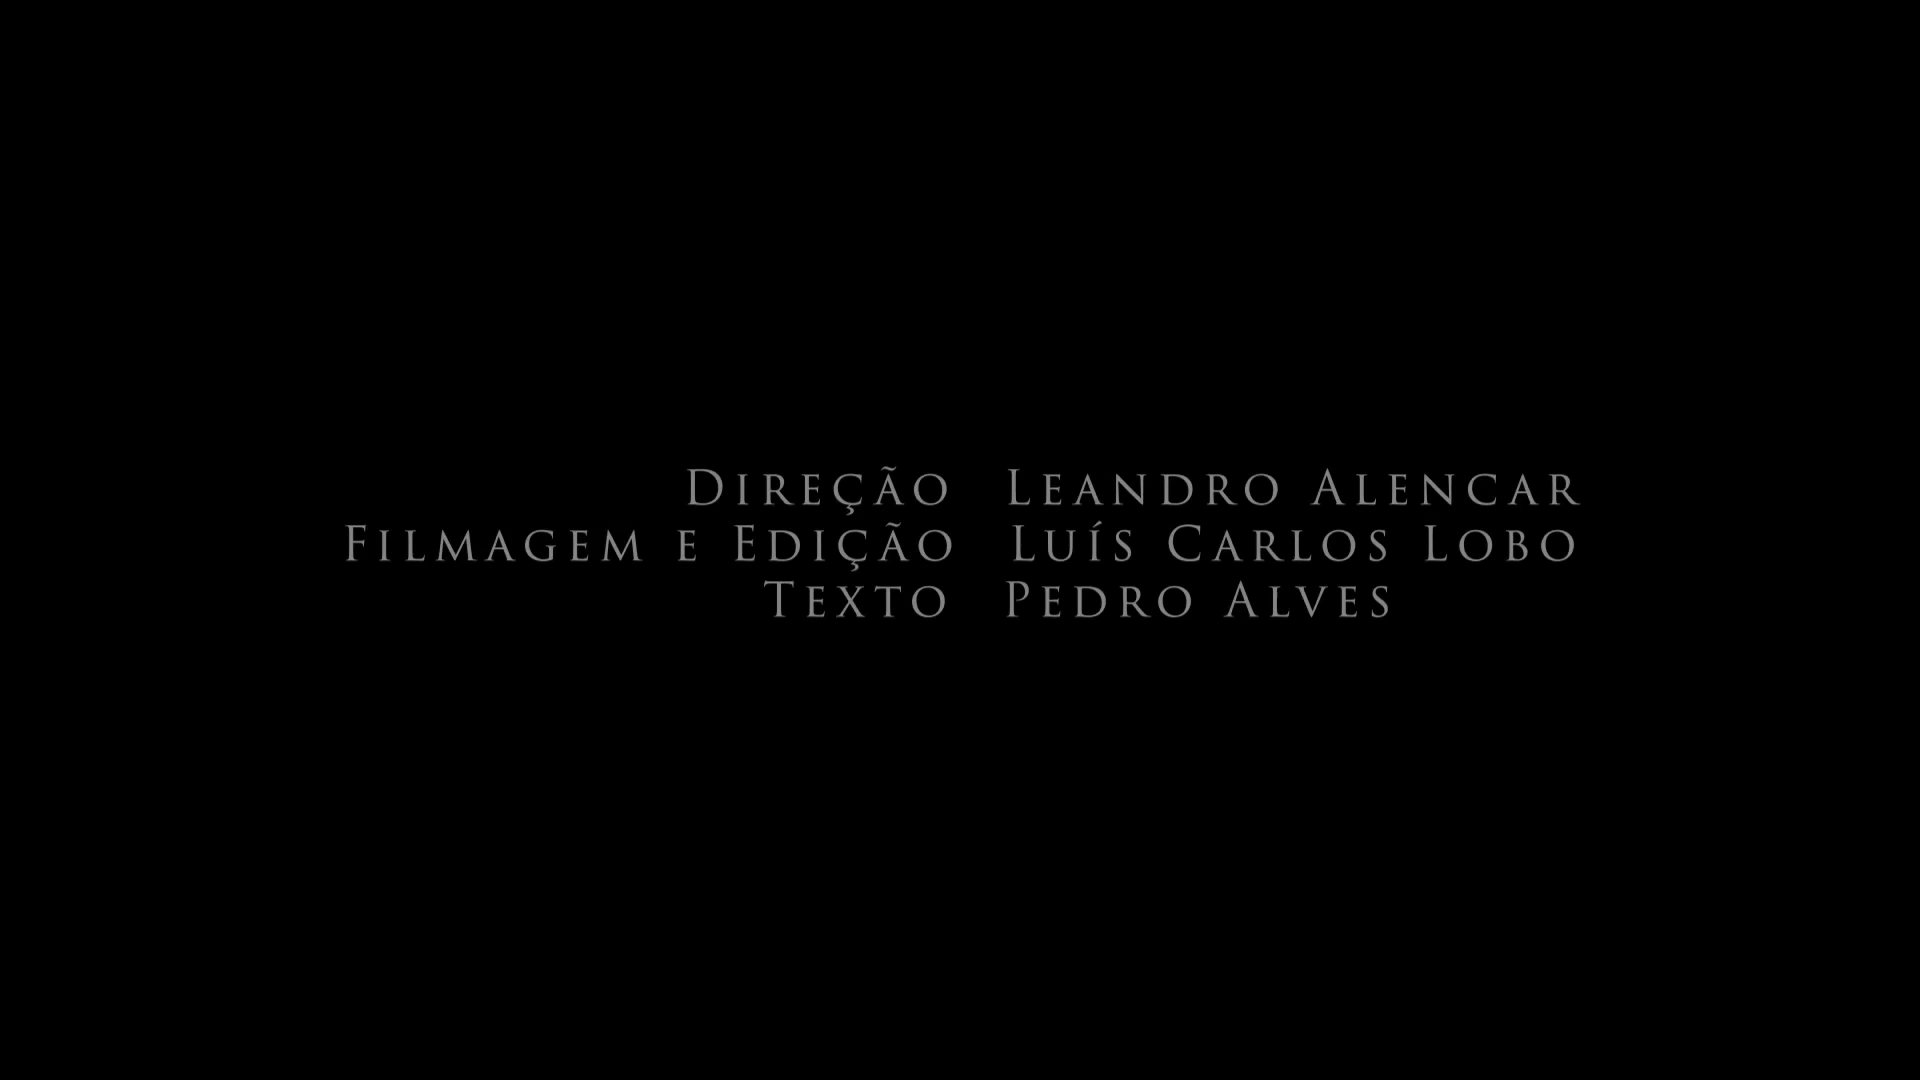 Direção Leandro Alencar
Filmagem e Edição Luís Carlos Lobo
Texto Pedro Alves